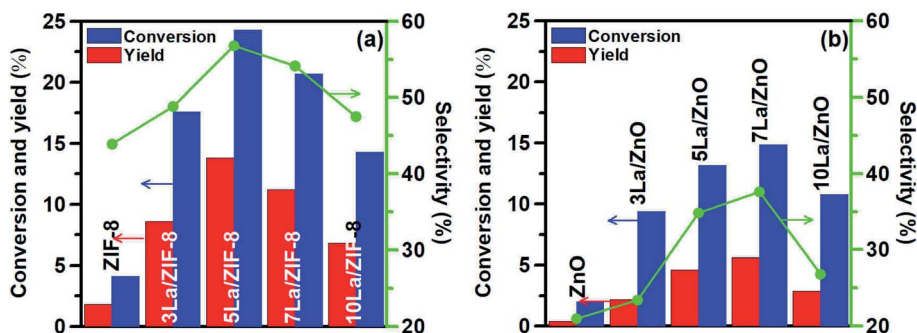 25
20
15
10
5
0
Conversion and yield (%)
Conversion
Yield
(a)
ZIF-8
3La/ZIF-8
5La/ZIF-8
7La/ZIF-8
10La/ZIF-8
60
50
40
30
20
Selectivity (%)
25
20
15
10
5
0
Conversion and yield (%)
Conversion
Yield
(b)
ZnO
3La/ZnO
5La/ZnO
7La/ZnO
10La/ZnO
60
50
40
30
20
Selectivity (%)